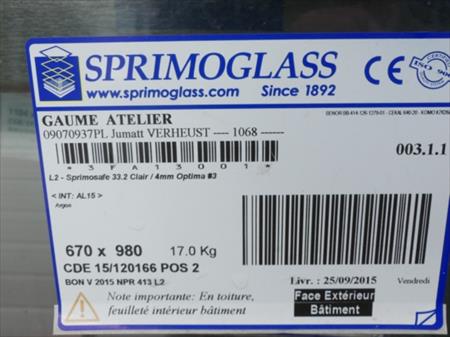 SPRIMOGLASS
www.sprimoglass.com Since 1892
CE
ISO 900
GAUME ATELIER
09070937PL Jumatt VERHEUST ---- 1068 ------
*3FA13001*
003.1.1
L2 - Sprimosafe 33.2 Clair / 4mm Optima #3
< INT: AL15 >
Argon
670 x 980 17.0 Kg
CDE 15/120166 POS 2
BON V 2015 NPR 413 L2
Livr. : 25/09/2015 Vendredi
Note importante: En toiture,
feuilleté intérieur bâtiment
Face Extérieur
Bâtiment